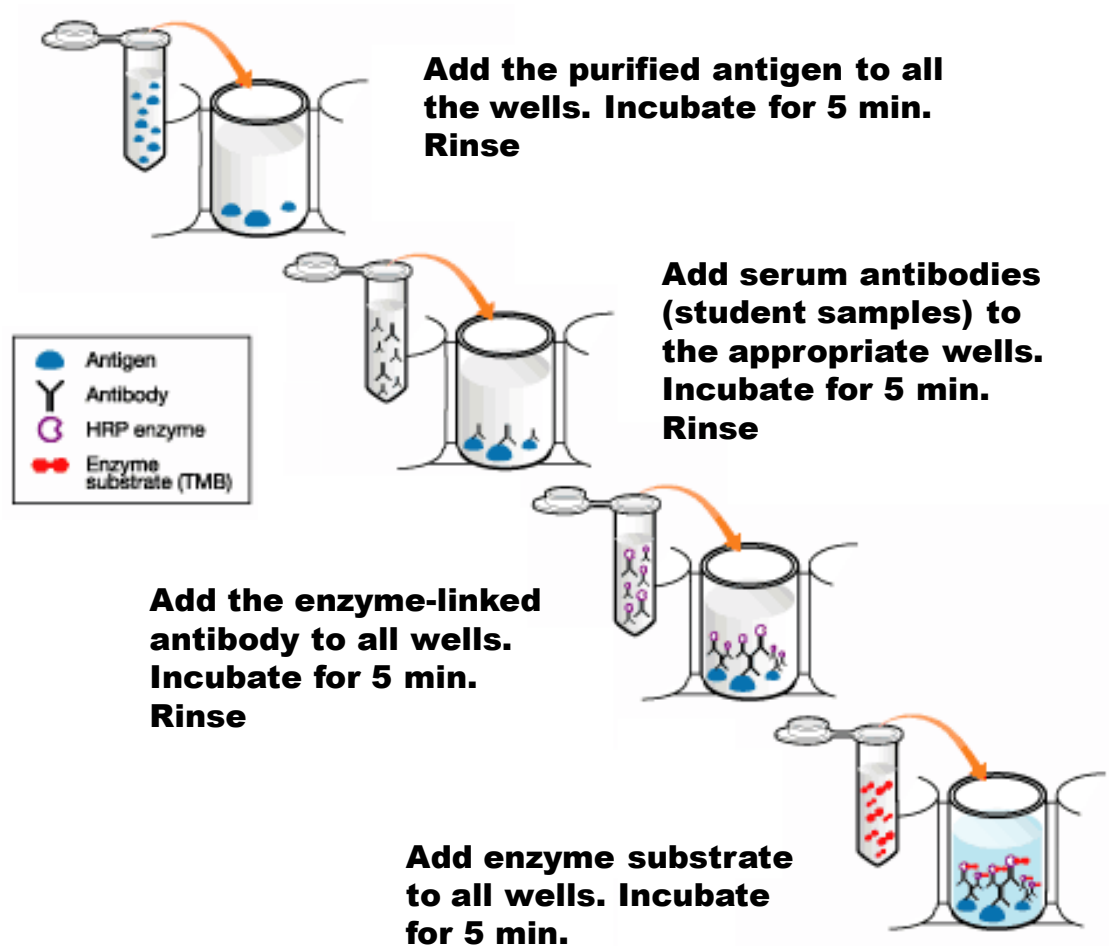 Add the purified antigen to all
the wells. Incubate for 5 min.
Rinse
Add serum antibodies
(student samples) to
the appropriate wells.
Incubate for 5 min.
Rinse
Antigen
Antibody
HRP enzyme
Enzyme
substrate (TMB)
Add the enzyme-linked
antibody to all wells.
Incubate for 5 min.
Rinse
Add enzyme substrate
to all wells. Incubate
for 5 min.